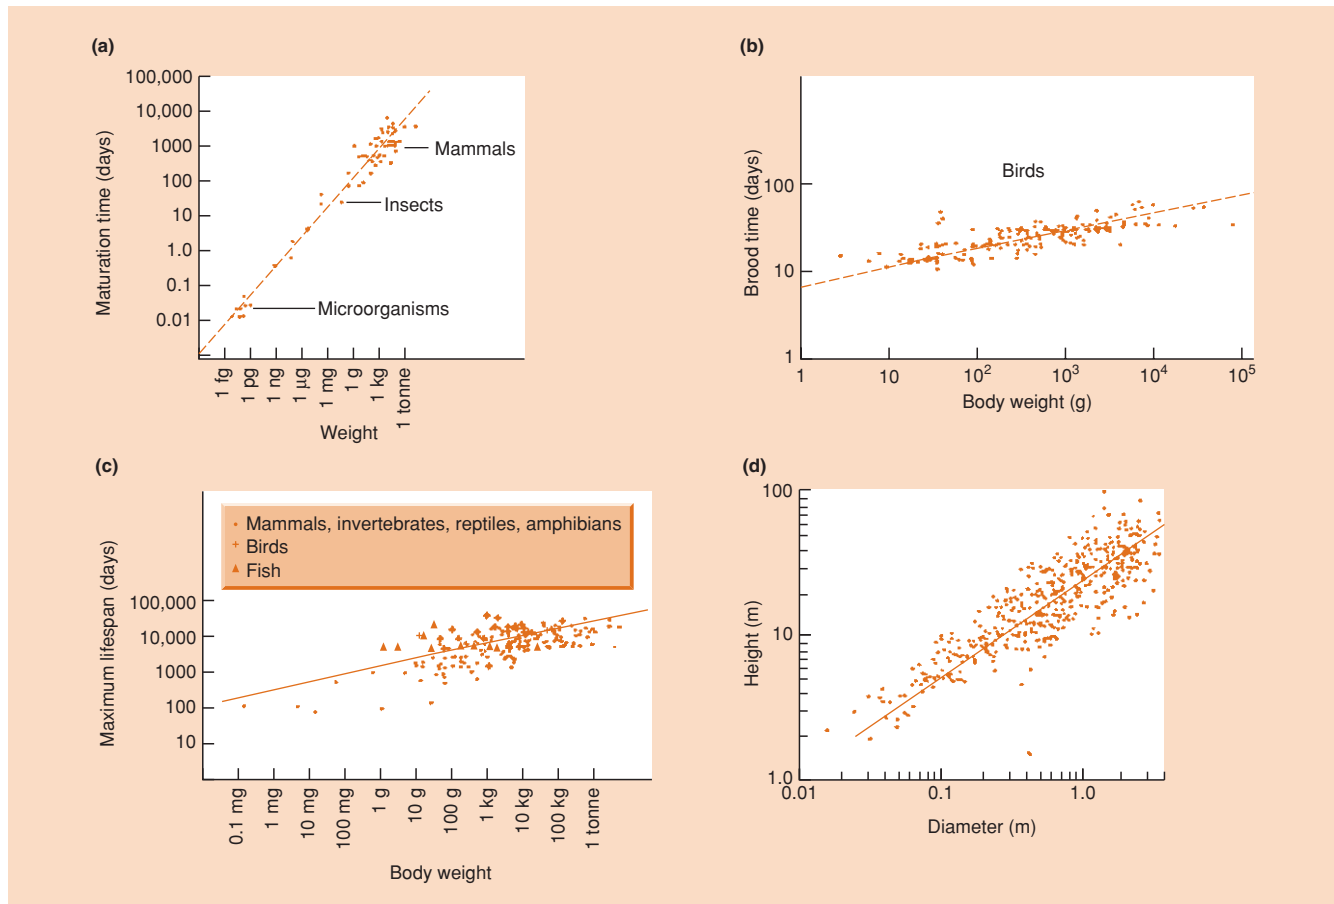 (a)
100,000
10,000
1000
100
10
1.0
0.1
0.01
Maturation time (days)
Mammals
Insects
Microorganisms
1 fg
1 pg
1 ng
1 µg
1 mg
1 g
1 kg
1 tonne
Weight
(b)
100
10
1
Brood time (days)
Birds
1
10
10²
10³
10⁴
10⁵
Body weight (g)
(c)
Mammals, invertebrates, reptiles, amphibians
Birds
Fish
100,000
10,000
1000
100
10
Maximum lifespan (days)
0.1 mg
1 mg
10 mg
100 mg
1 g
10 g
100 g
1 kg
10 kg
100 kg
1 tonne
Body weight
(d)
100
10
1.0
Height (m)
0.01
0.1
1.0
Diameter (m)